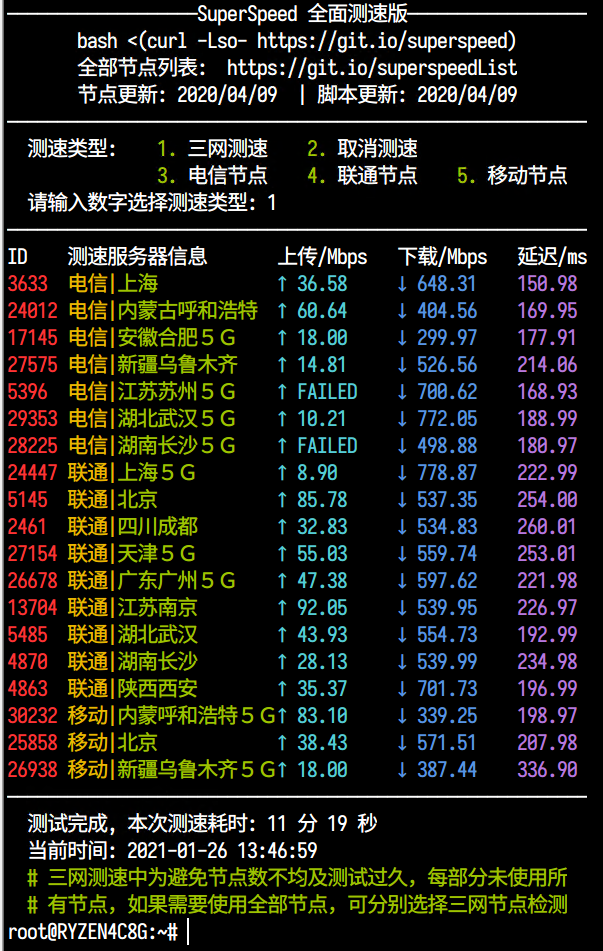 SuperSpeed 全面测速版
bash <(curl -Lso- https://git.io/superspeed)
全部节点列表: https://git.io/superspeedList
节点更新: 2020/04/09 | 脚本更新: 2020/04/09
测速类型: 1. 三网测速 2. 取消测速
3. 电信节点 4. 联通节点 5. 移动节点
请输入数字选择测速类型: 1
ID 测速服务器信息 上传/Mbps 下载/Mbps 延迟/ms
3633 电信|上海 ↑ 36.58 ↓ 648.31 150.98
24012 电信|内蒙古呼和浩特 ↑ 60.64 ↓ 404.56 169.95
17145 电信|安徽合肥5G ↑ 18.00 ↓ 299.97 177.91
27575 电信|新疆乌鲁木齐 ↑ 14.81 ↓ 526.56 214.06
5396 电信|江苏苏州5G ↑ FAILED ↓ 700.62 168.93
29353 电信|湖北武汉5G ↑ 10.21 ↓ 772.05 188.99
28225 电信|湖南长沙5G ↑ FAILED ↓ 498.88 180.97
24447 联通|上海5G ↑ 8.90 ↓ 778.87 222.99
5145 联通|北京 ↑ 85.78 ↓ 537.35 254.00
2461 联通|四川成都 ↑ 32.83 ↓ 534.83 260.01
27154 联通|天津5G ↑ 55.03 ↓ 559.74 253.01
26678 联通|广东广州5G ↑ 47.38 ↓ 597.62 221.98
13704 联通|江苏南京 ↑ 92.05 ↓ 539.95 226.97
5485 联通|湖北武汉 ↑ 43.93 ↓ 554.73 192.99
4870 联通|湖南长沙 ↑ 28.13 ↓ 539.99 234.98
4863 联通|陕西西安 ↑ 35.37 ↓ 701.73 196.99
30232 移动|内蒙呼和浩特5G↑ 83.10 ↓ 339.25 198.97
25858 移动|北京 ↑ 38.43 ↓ 571.51 207.98
26938 移动|新疆乌鲁木齐5G↑ 18.00 ↓ 387.44 336.90
测试完成, 本次测速耗时: 11 分 19 秒
当前时间: 2021-01-26 13:46:59
# 三网测速中为避免节点数不均及测试过久, 每部分未使用所
# 有节点, 如果需要使用全部节点, 可分别选择三网节点检测
root@RYZEN4C8G:~#